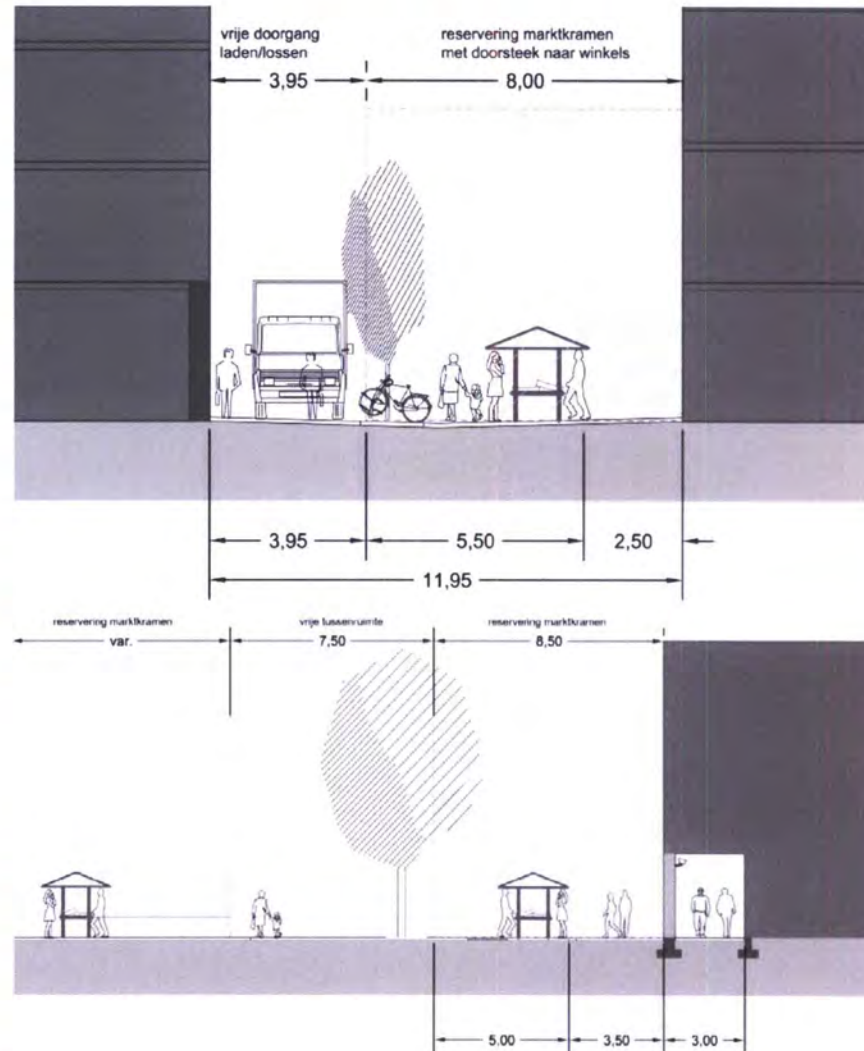 vrije doorgang
laden/lossen
reservering marktkramen
met doorsteek naar winkels
3,95
8,00
3,95
5,50
2,50
11,95
reservering marktkramen
vrije tussenruimte
reservering marktkramen
var.
7,50
8,50
5.00
3,50
3,00